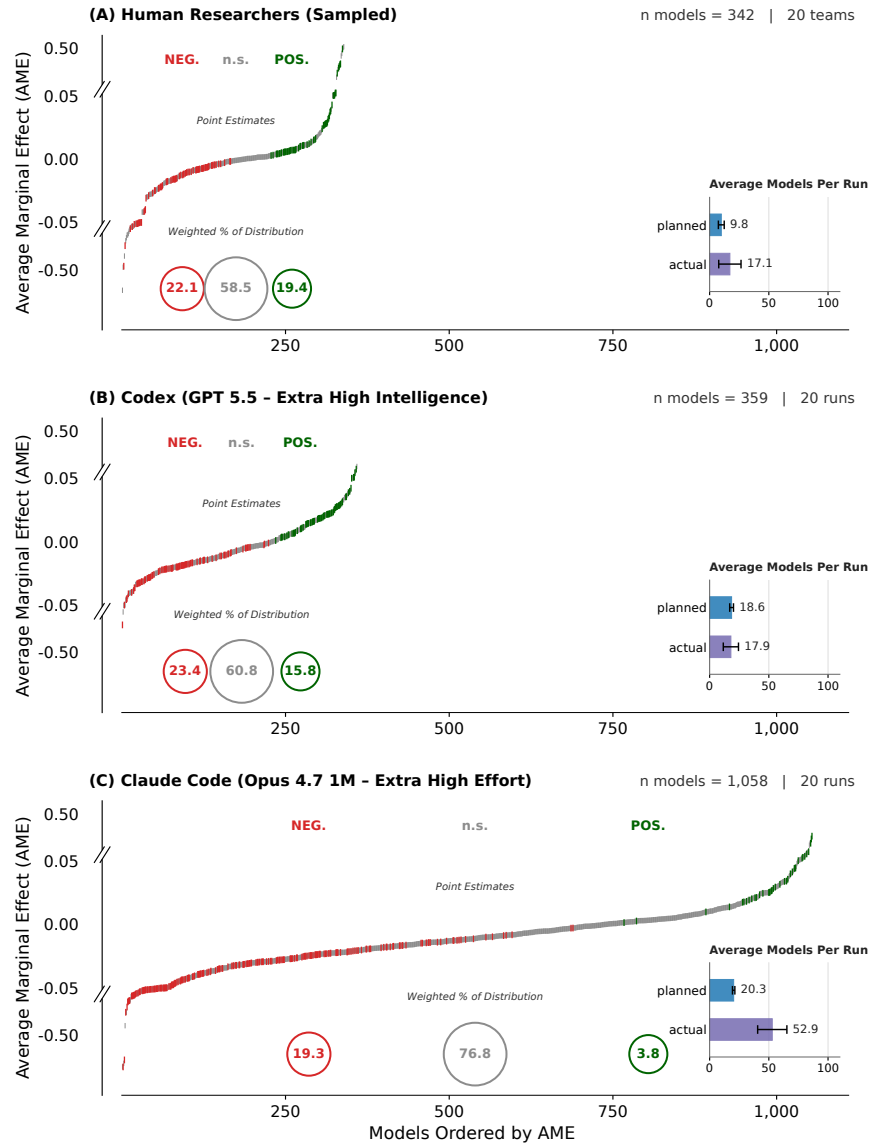 (A) Human Researchers (Sampled)
n models = 342 | 20 teams
Average Marginal Effect (AME)
0.50
0.05
0.00
-0.05
-0.50
NEG. n.s. POS.
Point Estimates
Weighted % of Distribution
22.1 58.5 19.4
Average Models Per Run
planned 9.8
actual 17.1
0 50 100
250 500 750 1,000
(B) Codex (GPT 5.5 – Extra High Intelligence)
n models = 359 | 20 runs
Average Marginal Effect (AME)
0.50
0.05
0.00
-0.05
-0.50
NEG. n.s. POS.
Point Estimates
Weighted % of Distribution
23.4 60.8 15.8
Average Models Per Run
planned 18.6
actual 17.9
0 50 100
250 500 750 1,000
(C) Claude Code (Opus 4.7 1M – Extra High Effort)
n models = 1,058 | 20 runs
Average Marginal Effect (AME)
0.50
0.05
0.00
-0.05
-0.50
NEG. n.s. POS.
Point Estimates
Weighted % of Distribution
19.3 76.8 3.8
Average Models Per Run
planned 20.3
actual 52.9
0 50 100
250 500 750 1,000
Models Ordered by AME